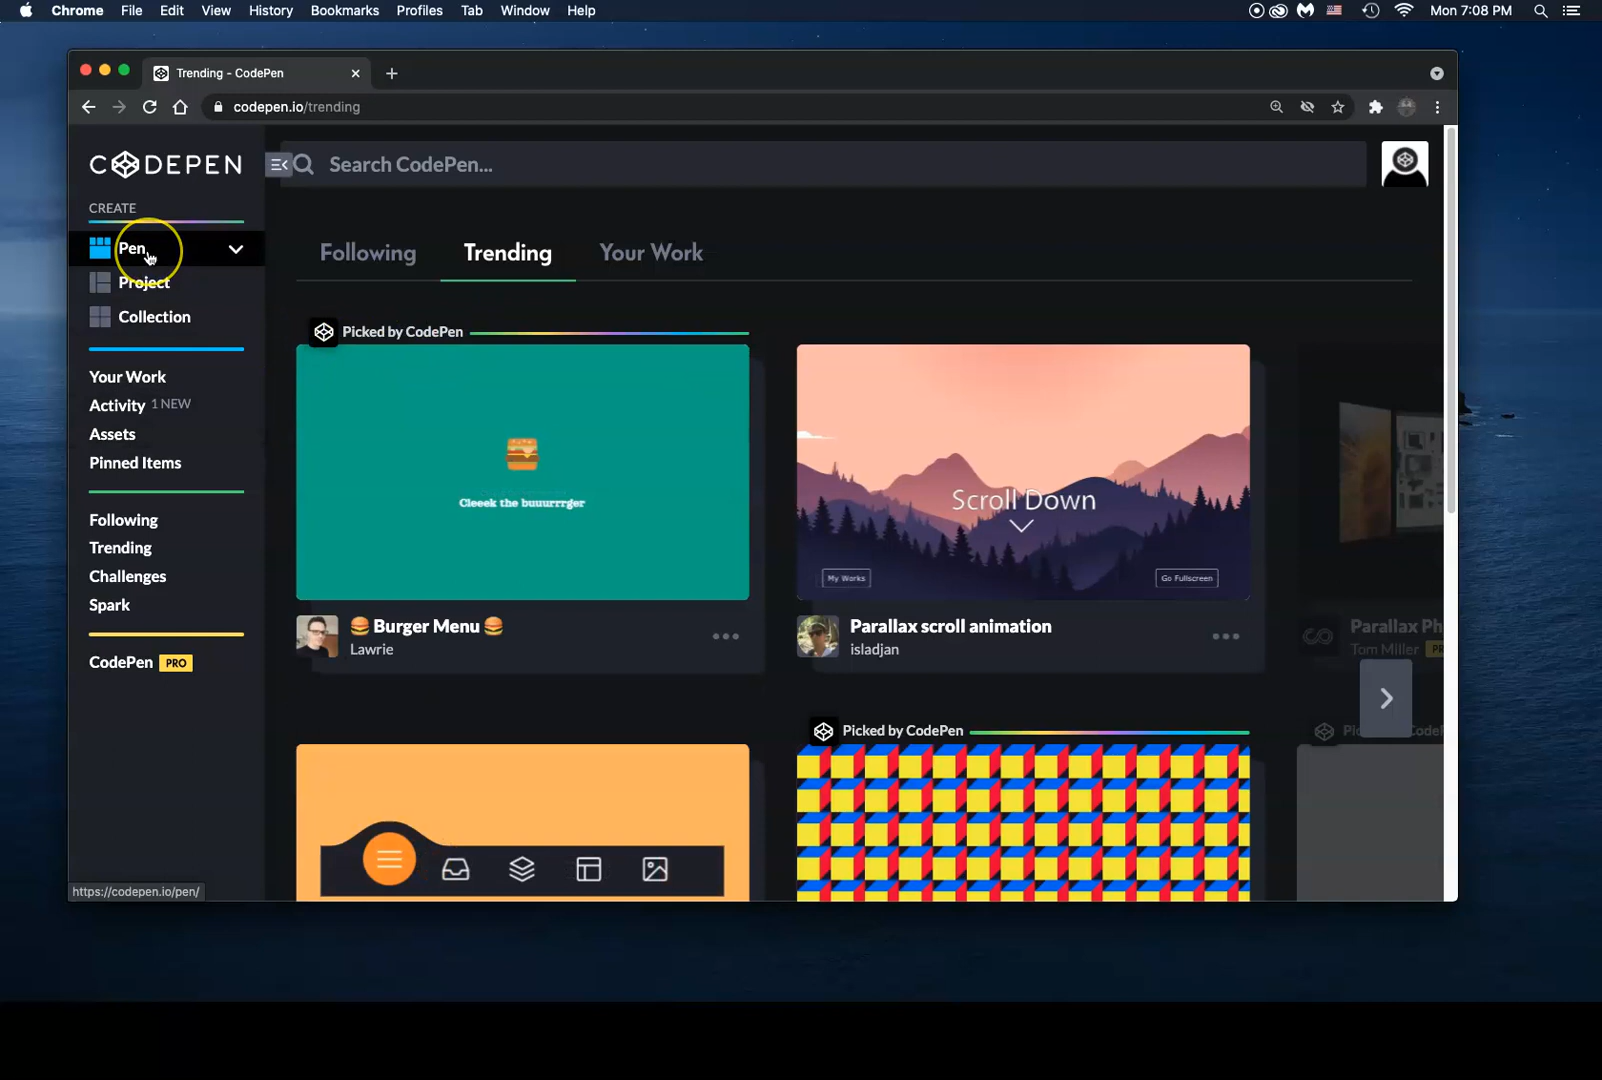 Chrome File Edit View History Bookmarks Profiles Tab Window Help Mon 7:08 PM
Trending - CodePen
codepen.io/trending
CODEPEN
Search CodePen...
CREATE
Pen
Project
Collection
Your Work
Activity 1 NEW
Assets
Pinned Items
Following
Trending
Challenges
Spark
CodePen PRO
https://codepen.io/pen/
Following Trending Your Work
Picked by CodePen
Cleeek the buuurrrger
Burger Menu
Lawrie
Scroll Down
My Works Go Fullscreen
Parallax scroll animation
isladjan
Parallax Ph
Tom Miller
Picked by CodePen